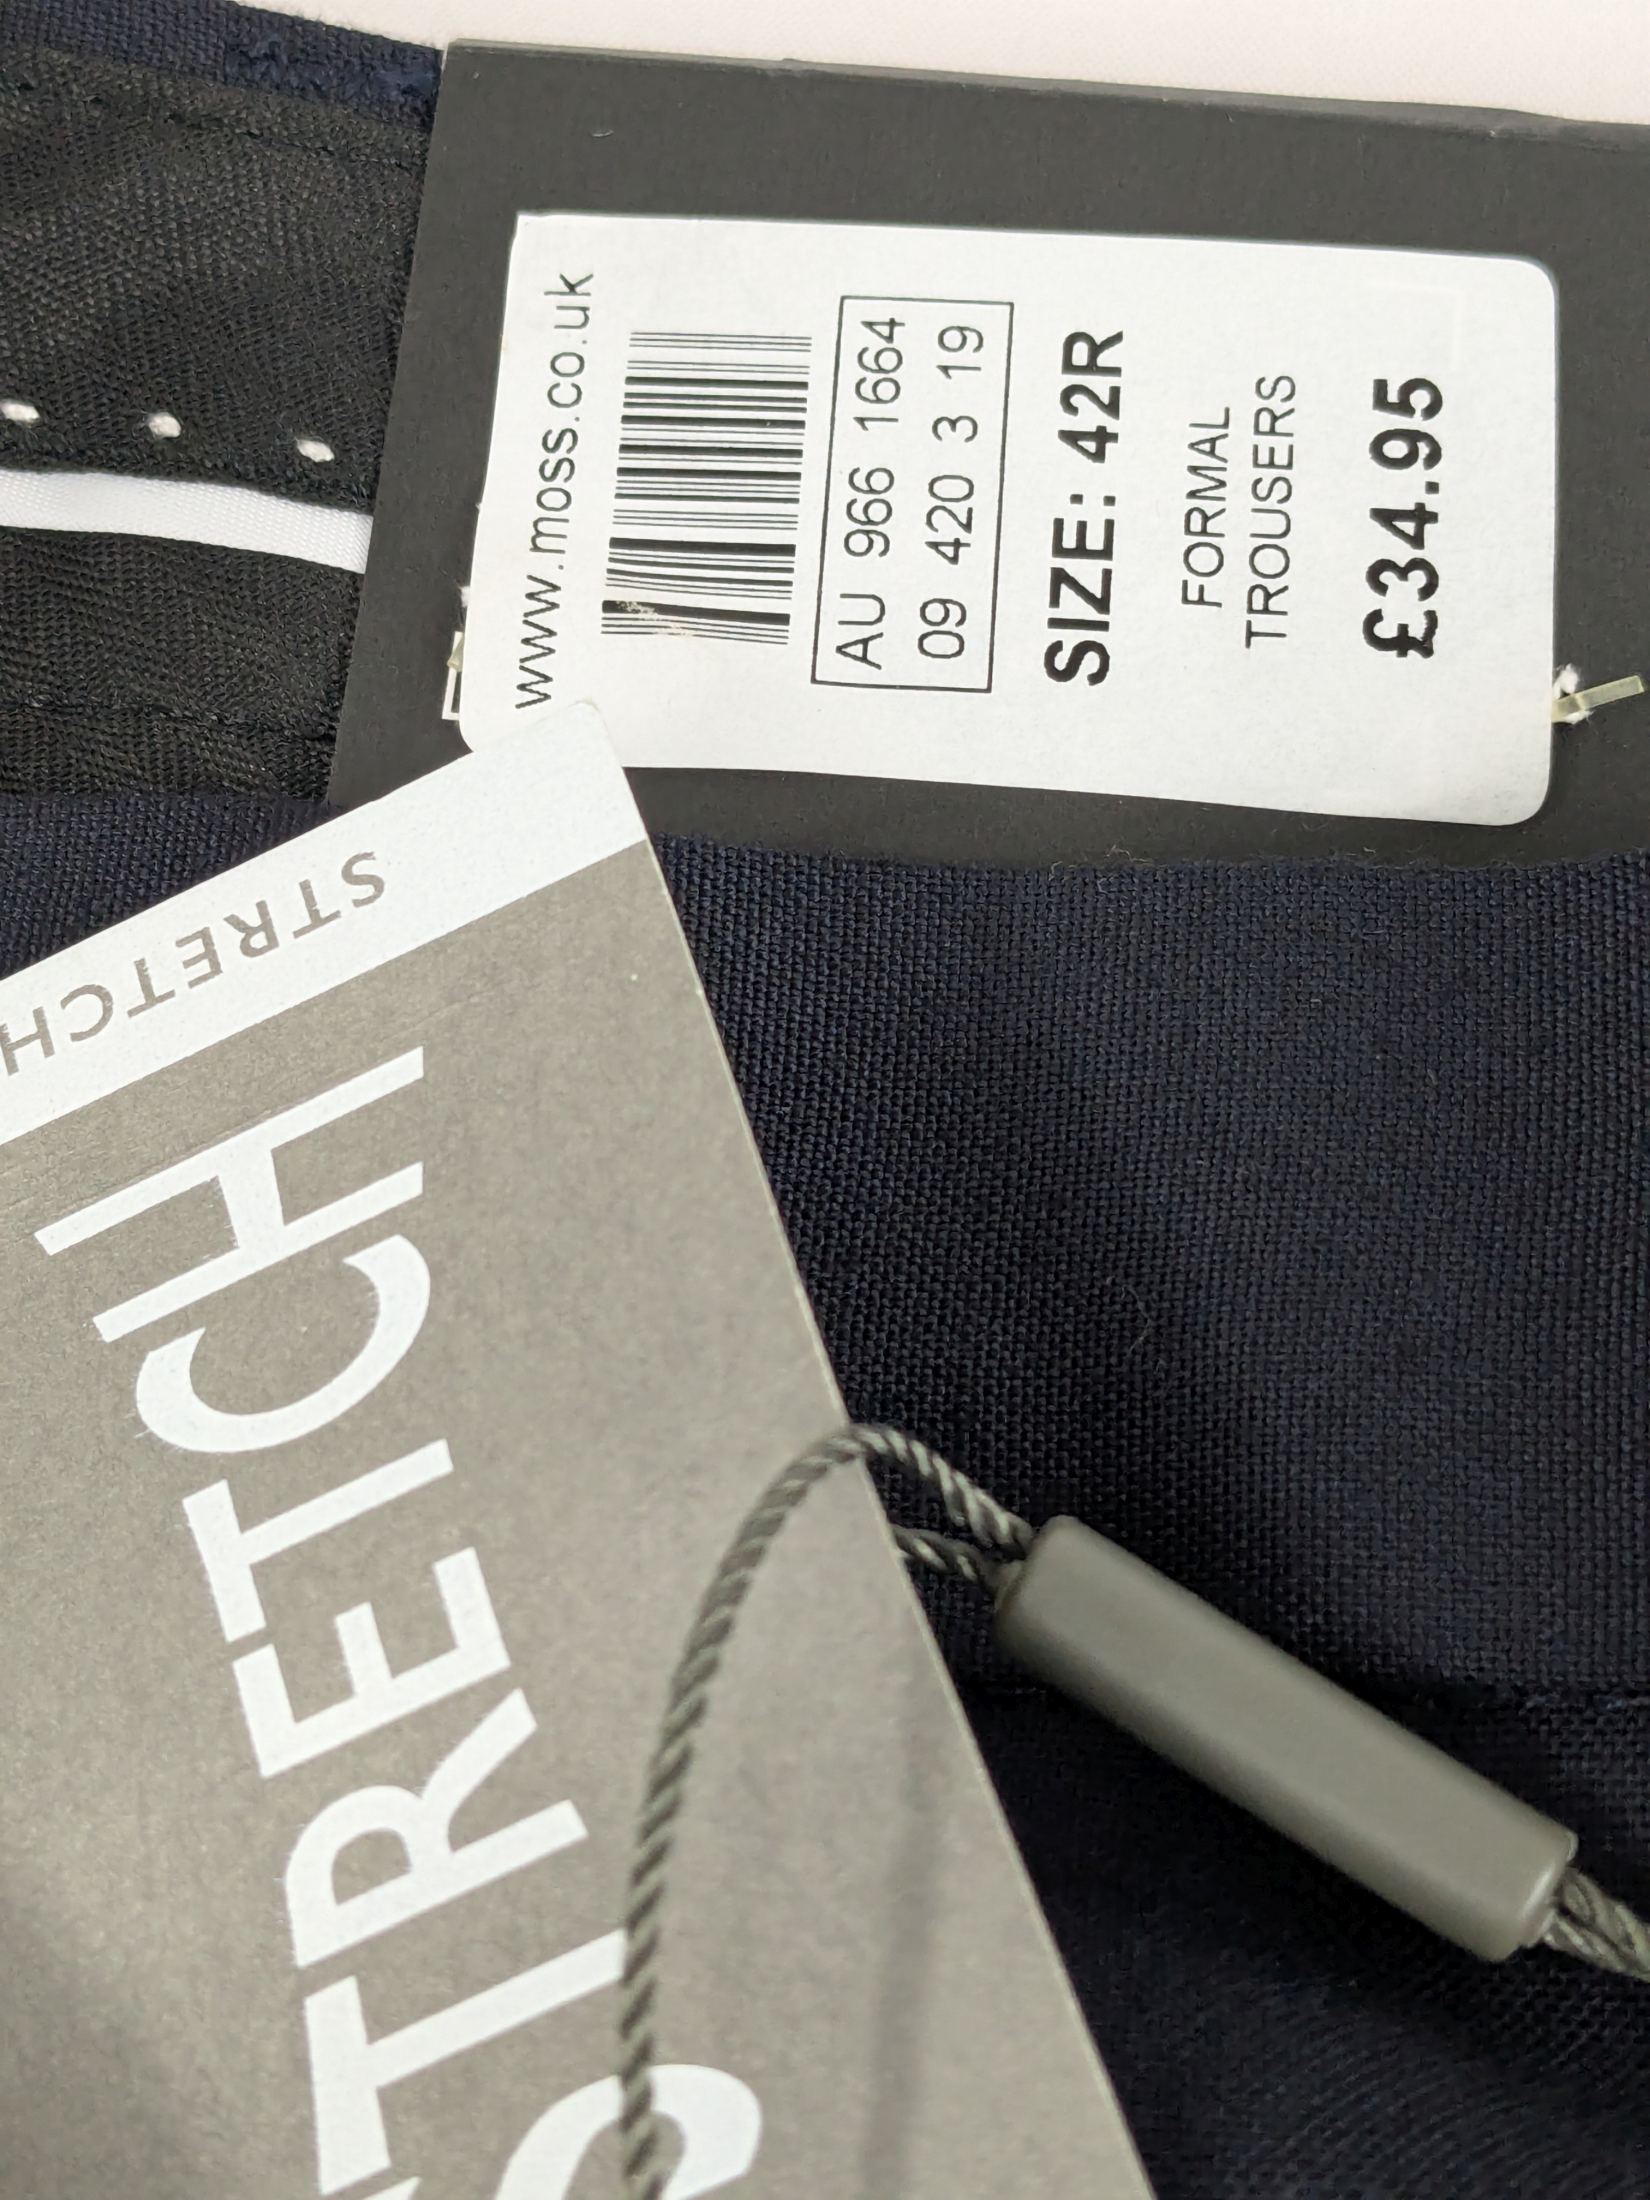 www.moss.co.uk
AU 966 1664
09 420 3 19
SIZE: 42R
FORMAL
TROUSERS
£34.95
STRETCH
STRETCH